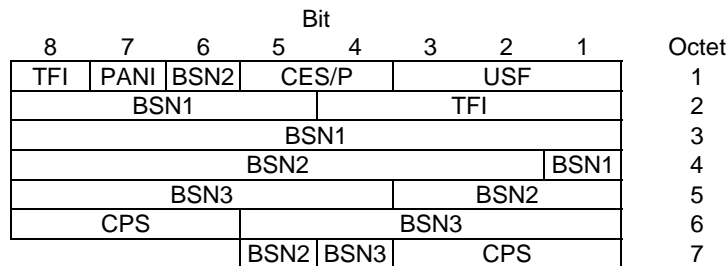 Bit
8 7 6 5 4 3 2 1 Octet
TFI PANI BSN2 CES/P USF 1
BSN1 TFI 2
BSN1 3
BSN2 BSN1 4
BSN3 BSN2 5
CPS BSN3 6
BSN2 BSN3 CPS 7